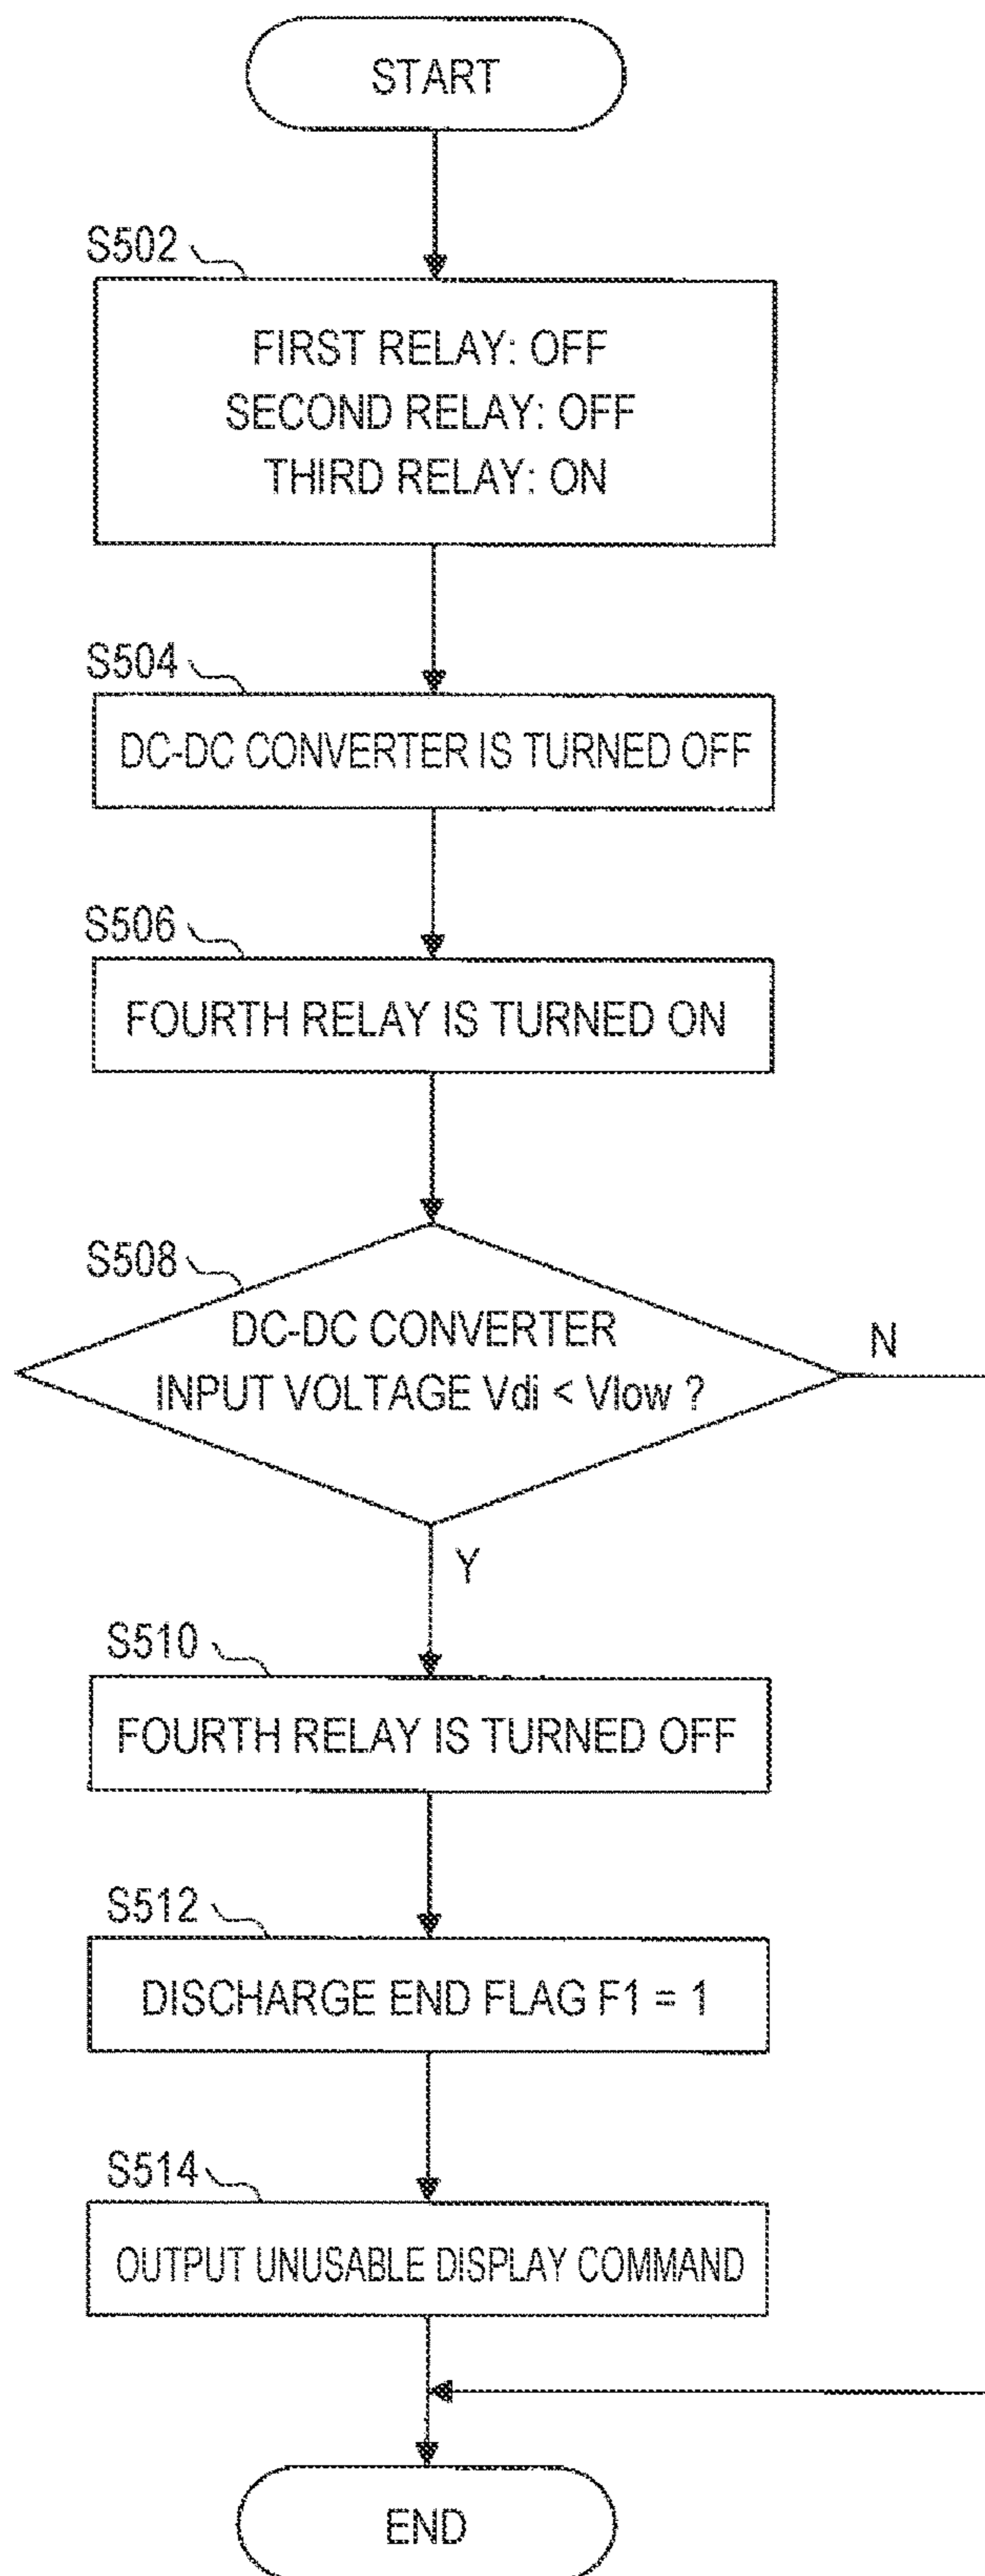 START
S502
FIRST RELAY: OFF
SECOND RELAY: OFF
THIRD RELAY: ON
S504
DC-DC CONVERTER IS TURNED OFF
S506
FOURTH RELAY IS TURNED ON
S508
DC-DC CONVERTER
INPUT VOLTAGE Vdi < Vlow ?
N
Y
S510
FOURTH RELAY IS TURNED OFF
S512
DISCHARGE END FLAG F1 = 1
S514
OUTPUT UNUSABLE DISPLAY COMMAND
END